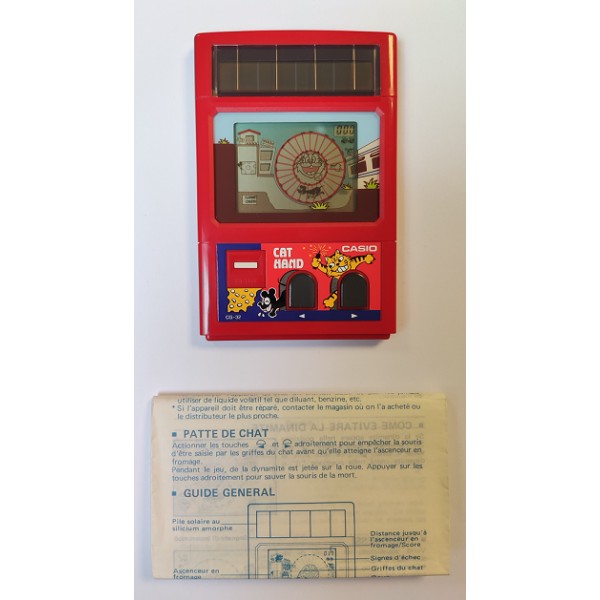 000
CAT
HAND
CASIO
CG-32
utiliser de liquide volatil tel que diluant, benzine, etc.
* Si l'appareil doit être réparé, contacter le magasin où on l'a acheté ou
le distributeur le plus proche.
■ PATTE DE CHAT
Actionner les touches et adroitement pour empêcher la souris
d'être saisie par les griffes du chat avant qu'elle atteigne l'ascenceur en
fromage.
Pendant le jeu, de la dynamite est jetée sur la roue. Appuyer sur les
touches adroitement pour sauver la souris de la mort.
■ GUIDE GENERAL
Pile solaire au
silicium amorphe
Distance jusqu'à
l'ascenceur en
fromage/Score
Signes d'échec
Griffes du chat
Ascenceur en
fromage